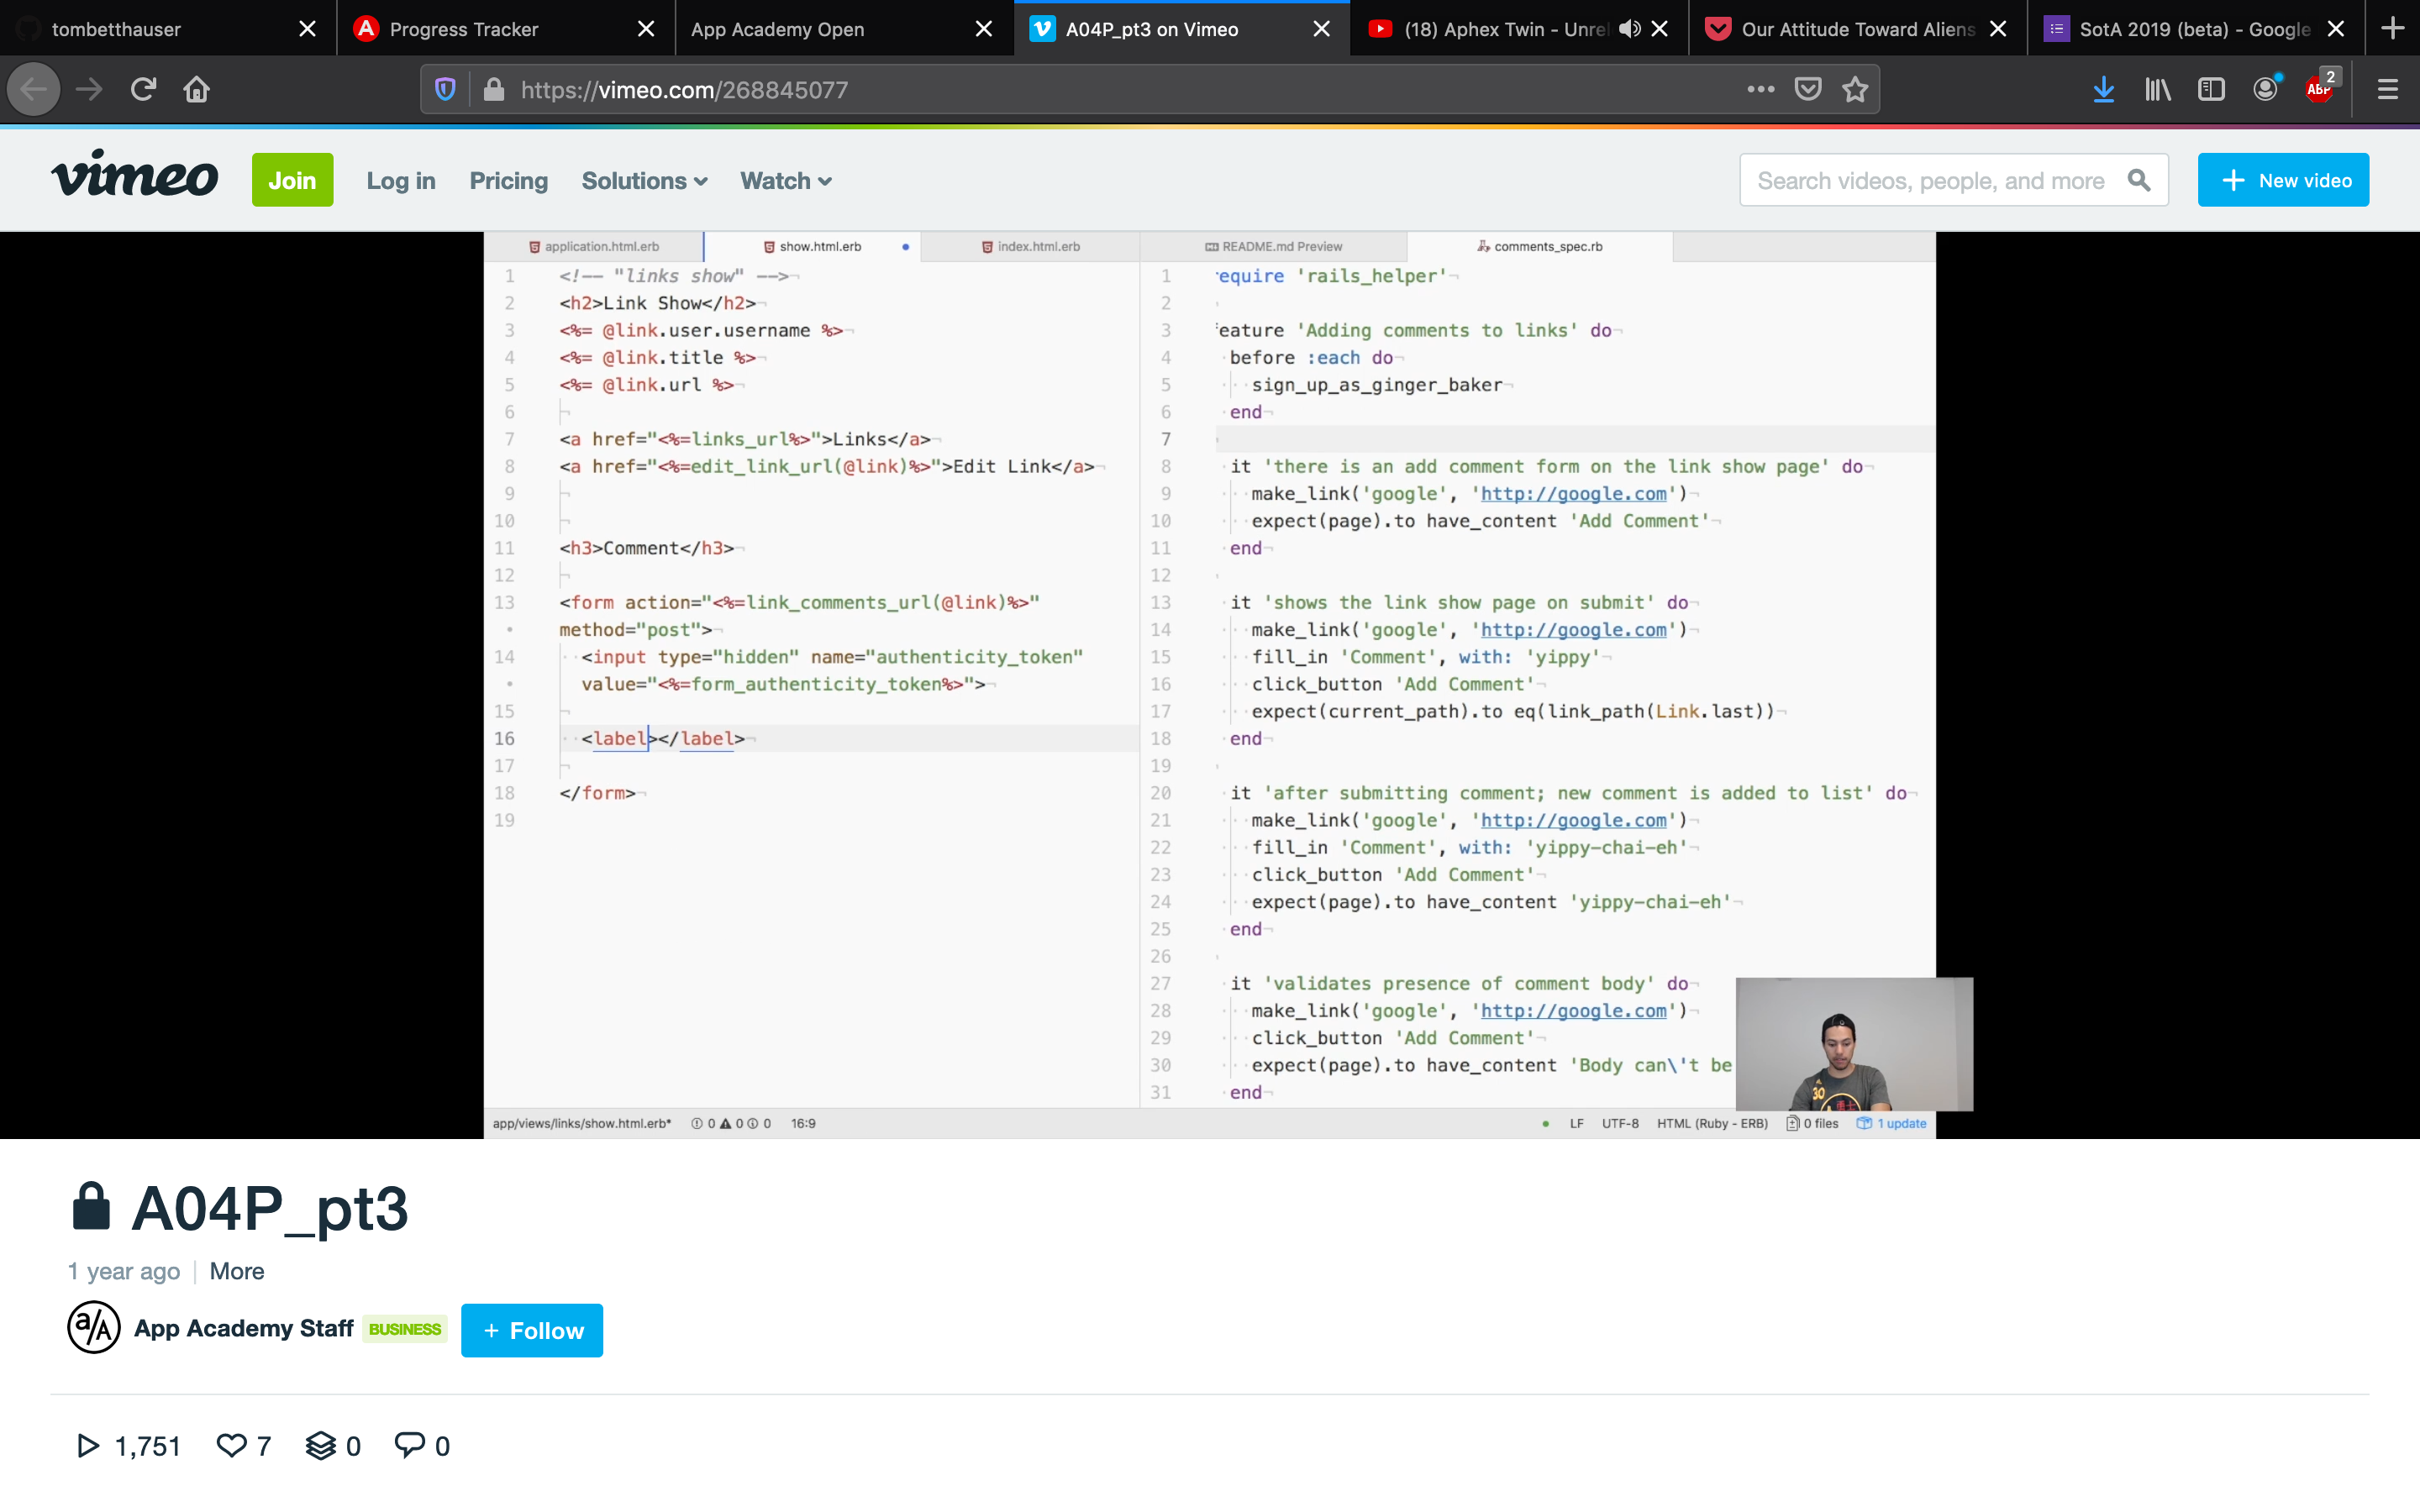 tombetthauser
Progress Tracker
App Academy Open
A04P_pt3 on Vimeo
(18) Aphex Twin - Unrel
Our Attitude Toward Aliens
SotA 2019 (beta) - Google
https://vimeo.com/268845077
ABP
2
vimeo
Join
Log in
Pricing
Solutions
Watch
Search videos, people, and more
+ New video
application.html.erb
show.html.erb
index.html.erb
1 <!-- "links show" -->
2 <h2>Link Show</h2>
3 <%= @link.user.username %>
4 <%= @link.title %>
5 <%= @link.url %>
6
7 <a href="<%=links_url%>">Links</a>
8 <a href="<%=edit_link_url(@link)%>">Edit Link</a>
9
10
11 <h3>Comment</h3>
12
13 <form action="<%=link_comments_url(@link)%>"
method="post">
14 <input type="hidden" name="authenticity_token"
value="<%=form_authenticity_token%>">
15
16 <label></label>
17
18 </form>
19
README.md Preview
comments_spec.rb
1 equire 'rails_helper'
2
3 eature 'Adding comments to links' do
4 before :each do
5 sign_up_as_ginger_baker
6 end
7
8 it 'there is an add comment form on the link show page' do
9 make_link('google', 'http://google.com')
10 expect(page).to have_content 'Add Comment'
11 end
12
13 it 'shows the link show page on submit' do
14 make_link('google', 'http://google.com')
15 fill_in 'Comment', with: 'yippy'
16 click_button 'Add Comment'
17 expect(current_path).to eq(link_path(Link.last))
18 end
19
20 it 'after submitting comment; new comment is added to list' do
21 make_link('google', 'http://google.com')
22 fill_in 'Comment', with: 'yippy-chai-eh'
23 click_button 'Add Comment'
24 expect(page).to have_content 'yippy-chai-eh'
25 end
26
27 it 'validates presence of comment body' do
28 make_link('google', 'http://google.com')
29 click_button 'Add Comment'
30 expect(page).to have_content 'Body can\'t be
31 end
30
app/views/links/show.html.erb* 0 0 0 16:9
LF UTF-8 HTML (Ruby - ERB) 0 files 1 update
A04P_pt3
1 year ago
More
a/A
App Academy Staff
BUSINESS
+ Follow
1,751
7
0
0